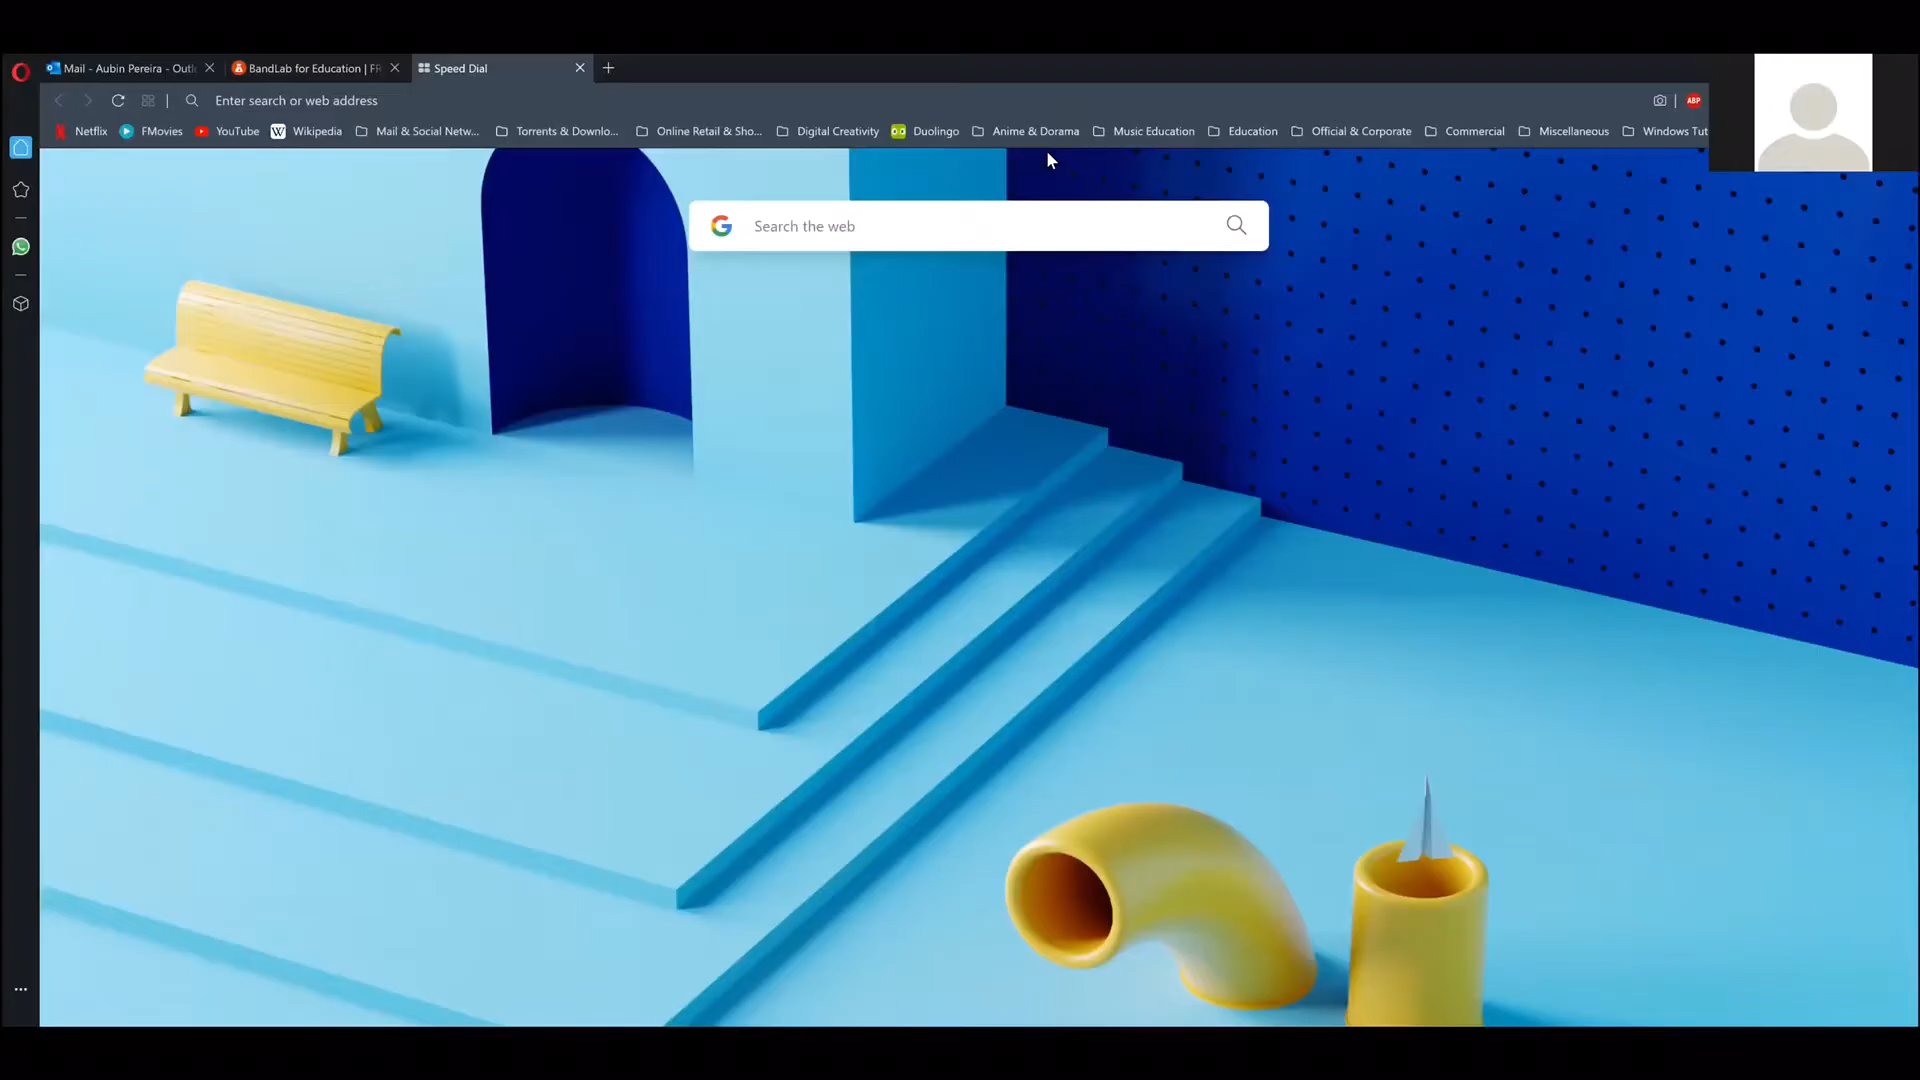 Mail - Aubin Pereira - Outl
BandLab for Education | FR
Speed Dial
Enter search or web address
ABP
Netflix
FMovies
YouTube
W Wikipedia
Mail & Social Netw...
Torrents & Downlo...
Online Retail & Sho...
Digital Creativity
Duolingo
Anime & Dorama
Music Education
Education
Official & Corporate
Commercial
Miscellaneous
Windows Tut
G Search the web